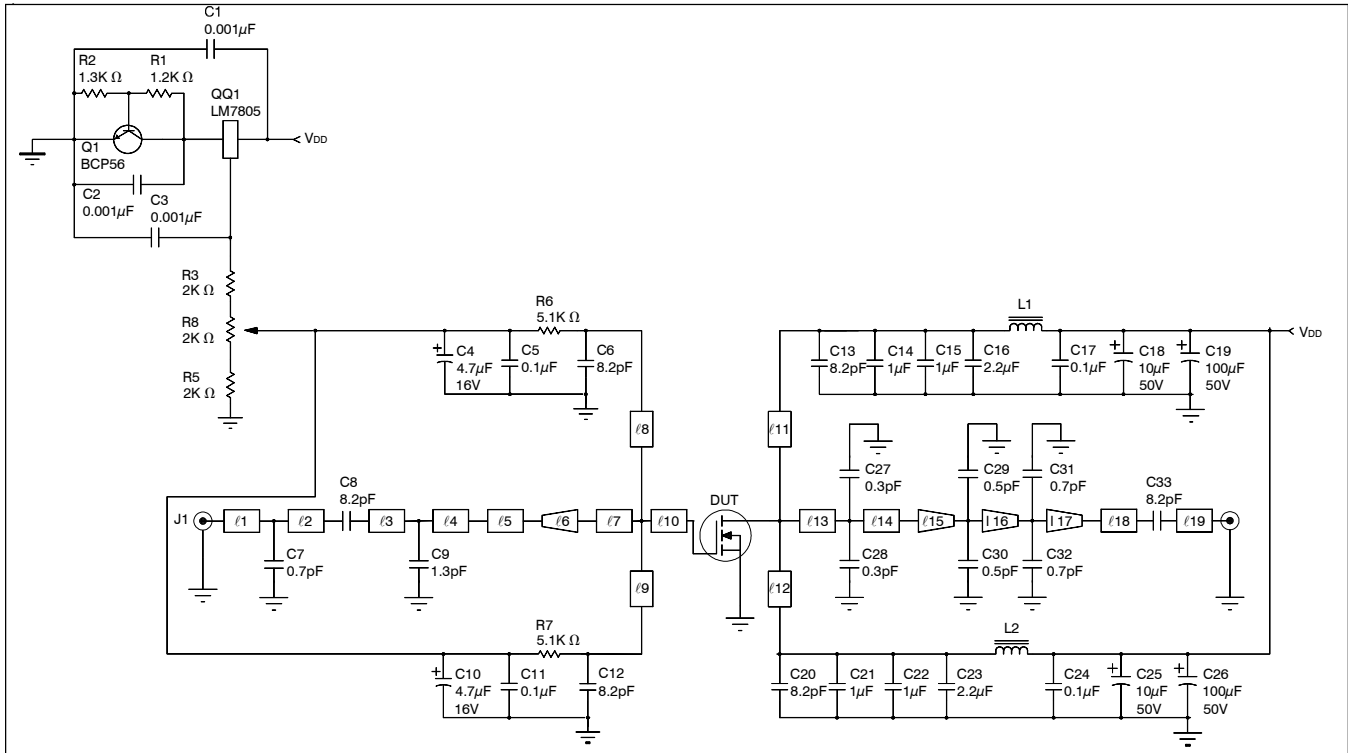 C1
0.001µF
R2
1.3K Ω
R1
1.2K Ω
QQ1
LM7805
VDD
Q1
BCP56
C2
0.001µF
C3
0.001µF
R3
2K Ω
R8
2K Ω
R5
2K Ω
R6
5.1K Ω
C4
4.7µF
16V
C5
0.1µF
C6
8.2pF
L1
VDD
C13
8.2pF
C14
1µF
C15
1µF
C16
2.2µF
C17
0.1µF
C18
10µF
50V
C19
100µF
50V
ℓ8
ℓ11
J1
ℓ1
ℓ2
C8
8.2pF
ℓ3
ℓ4
ℓ5
ℓ6
ℓ7
ℓ10
DUT
ℓ13
ℓ14
ℓ15
l 16
l 17
ℓ18
C33
8.2pF
ℓ19
C27
0.3pF
C29
0.5pF
C31
0.7pF
C7
0.7pF
C9
1.3pF
C28
0.3pF
C30
0.5pF
C32
0.7pF
ℓ9
ℓ12
R7
5.1K Ω
C10
4.7µF
16V
C11
0.1µF
C12
8.2pF
L2
C20
8.2pF
C21
1µF
C22
1µF
C23
2.2µF
C24
0.1µF
C25
10µF
50V
C26
100µF
50V